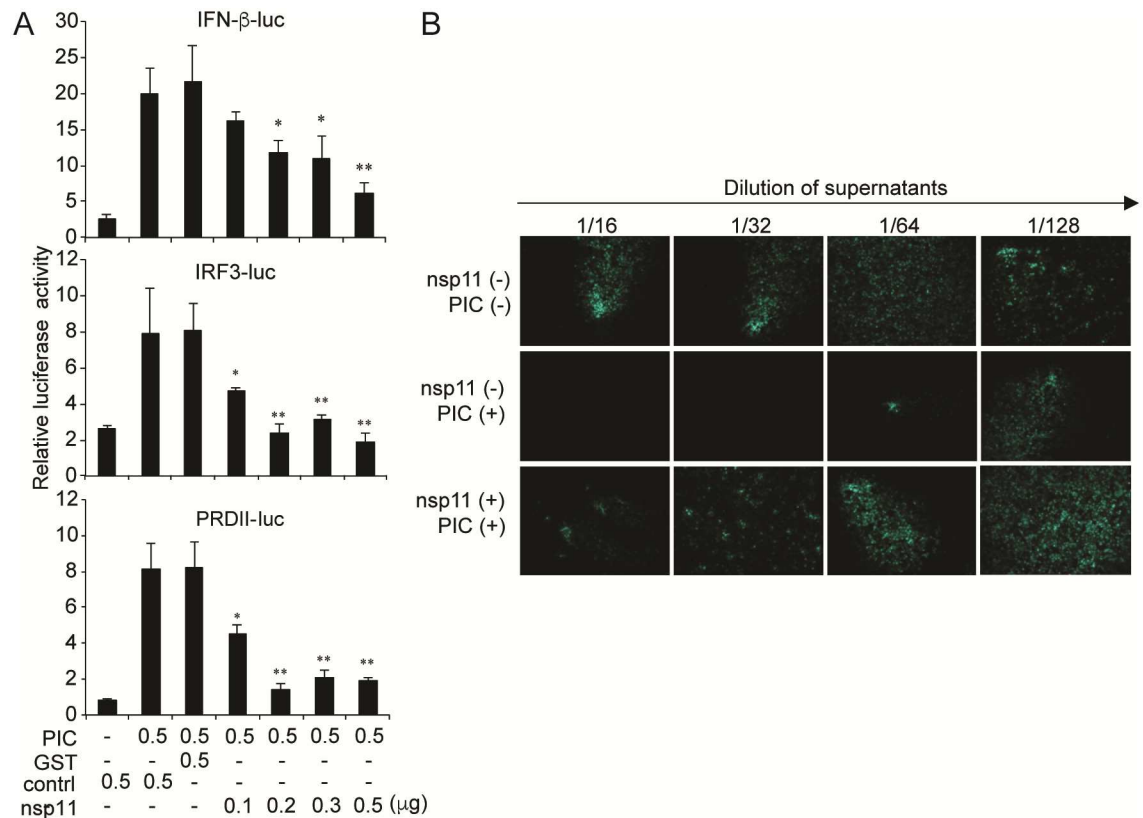 A
IFN-β-luc
30
25
20
15
10
5
0
*
*
**
IRF3-luc
12
10
8
6
4
2
0
*
**
**
**
PRDII-luc
12
10
8
6
4
2
0
*
**
**
**
Relative luciferase activity
PIC - 0.5 0.5 0.5 0.5 0.5 0.5
GST - - 0.5 - - - -
contrl 0.5 0.5 - - - - -
nsp11 - - - 0.1 0.2 0.3 0.5 (μg)
B
Dilution of supernatants
1/16 1/32 1/64 1/128
nsp11 (-)
PIC (-)
nsp11 (-)
PIC (+)
nsp11 (+)
PIC (+)